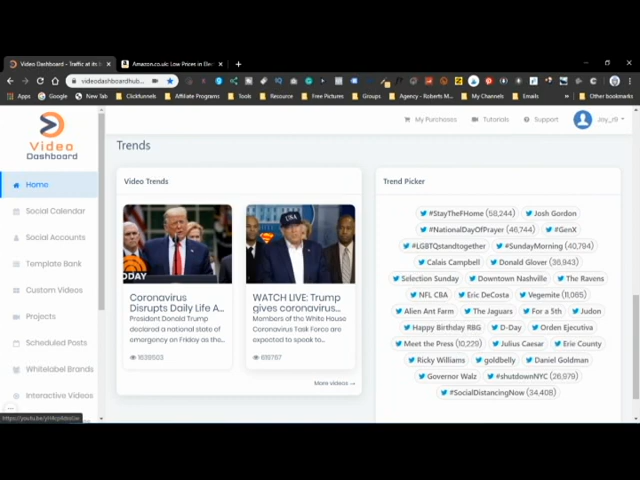 Video Dashboard - Traffic at its b
Amazon.co.uk: Low Prices in Ele
videodashboardhub.
Apps
Google
New Tab
Clickfunnels
Affiliate Programs
Tools
Resource
Free Pictures
Groups
Agency - Roberts M...
My Channels
Emails
Other bookmarks
Video
Dashboard
My Purchases
Tutorials
Support
Joy_r9
Home
Social Calendar
Social Accounts
Template Bank
Custom Videos
Projects
Scheduled Posts
Whitelabel Brands
Interactive Videos
Trends
Video Trends
TODAY
USA
Coronavirus
Disrupts Daily Life A...
President Donald Trump
declared a national state of
emergency on Friday as the...
1639503
WATCH LIVE: Trump
gives coronavirus...
Members of the White House
Coronavirus Task Force are
expected to speak to...
819767
More videos
Trend Picker
#StayTheFHome (58,244) Josh Gordon
#NationalDayOfPrayer (46,744) #GenX
#LGBTQstandtogether #SundayMorning (40,794)
Calais Campbell Donald Glover (36,943)
Selection Sunday Downtown Nashville The Ravens
NFL CBA Eric DeCosta Vegemite (11,065)
Alien Ant Farm The Jaguars For a 5th Judon
Happy Birthday RBG D-Day Orden Ejecutiva
Meet the Press (10,229) Julius Caesar Erie County
Ricky Williams goldbelly Daniel Goldman
Governor Walz #shutdownNYC (26,979)
#SocialDistancingNow (34,408)